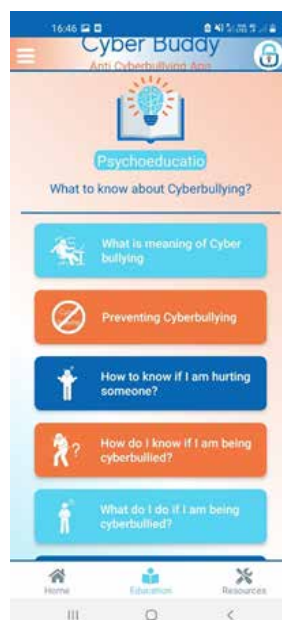 16:46
Cyber Buddy
Anti Cyberbullying App
Psychoeducatio
What to know about Cyberbullying?
What is meaning of Cyber
bullying
Preventing Cyberbullying
How to know if I am hurting
someone?
How do I know if I am being
cyberbullied?
What do I do if I am being
cyberbullied?
Home
Education
Resources